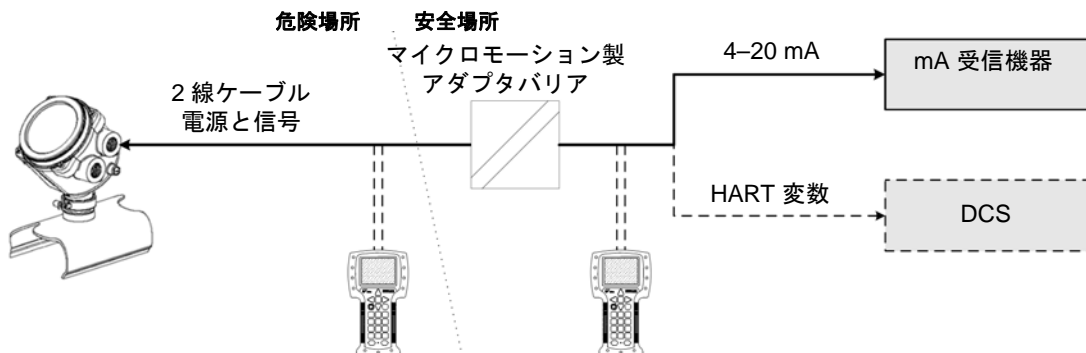 危険場所
安全場所
マイクロモーション製
アダプタバリア
2 線ケーブル
電源と信号
4–20 mA
mA 受信機器
HART 変数
DCS